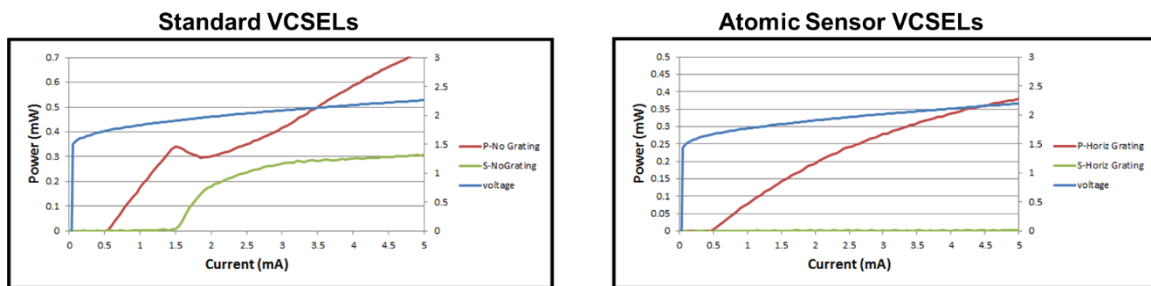 Standard VCSELs
0.7
0.6
0.5
0.4
0.3
0.2
0.1
0
Power (mW)
3
2.5
2
1.5
1
0.5
0
0 0.5 1 1.5 2 2.5 3 3.5 4 4.5 5
Current (mA)
P-No Grating
S-NoGrating
voltage
Atomic Sensor VCSELs
0.5
0.45
0.4
0.35
0.3
0.25
0.2
0.15
0.1
0.05
0
Power (mW)
3
2.5
2
1.5
1
0.5
0
0 0.5 1 1.5 2 2.5 3 3.5 4 4.5 5
Current (mA)
P-Horiz Grating
S-Horiz Grating
voltage